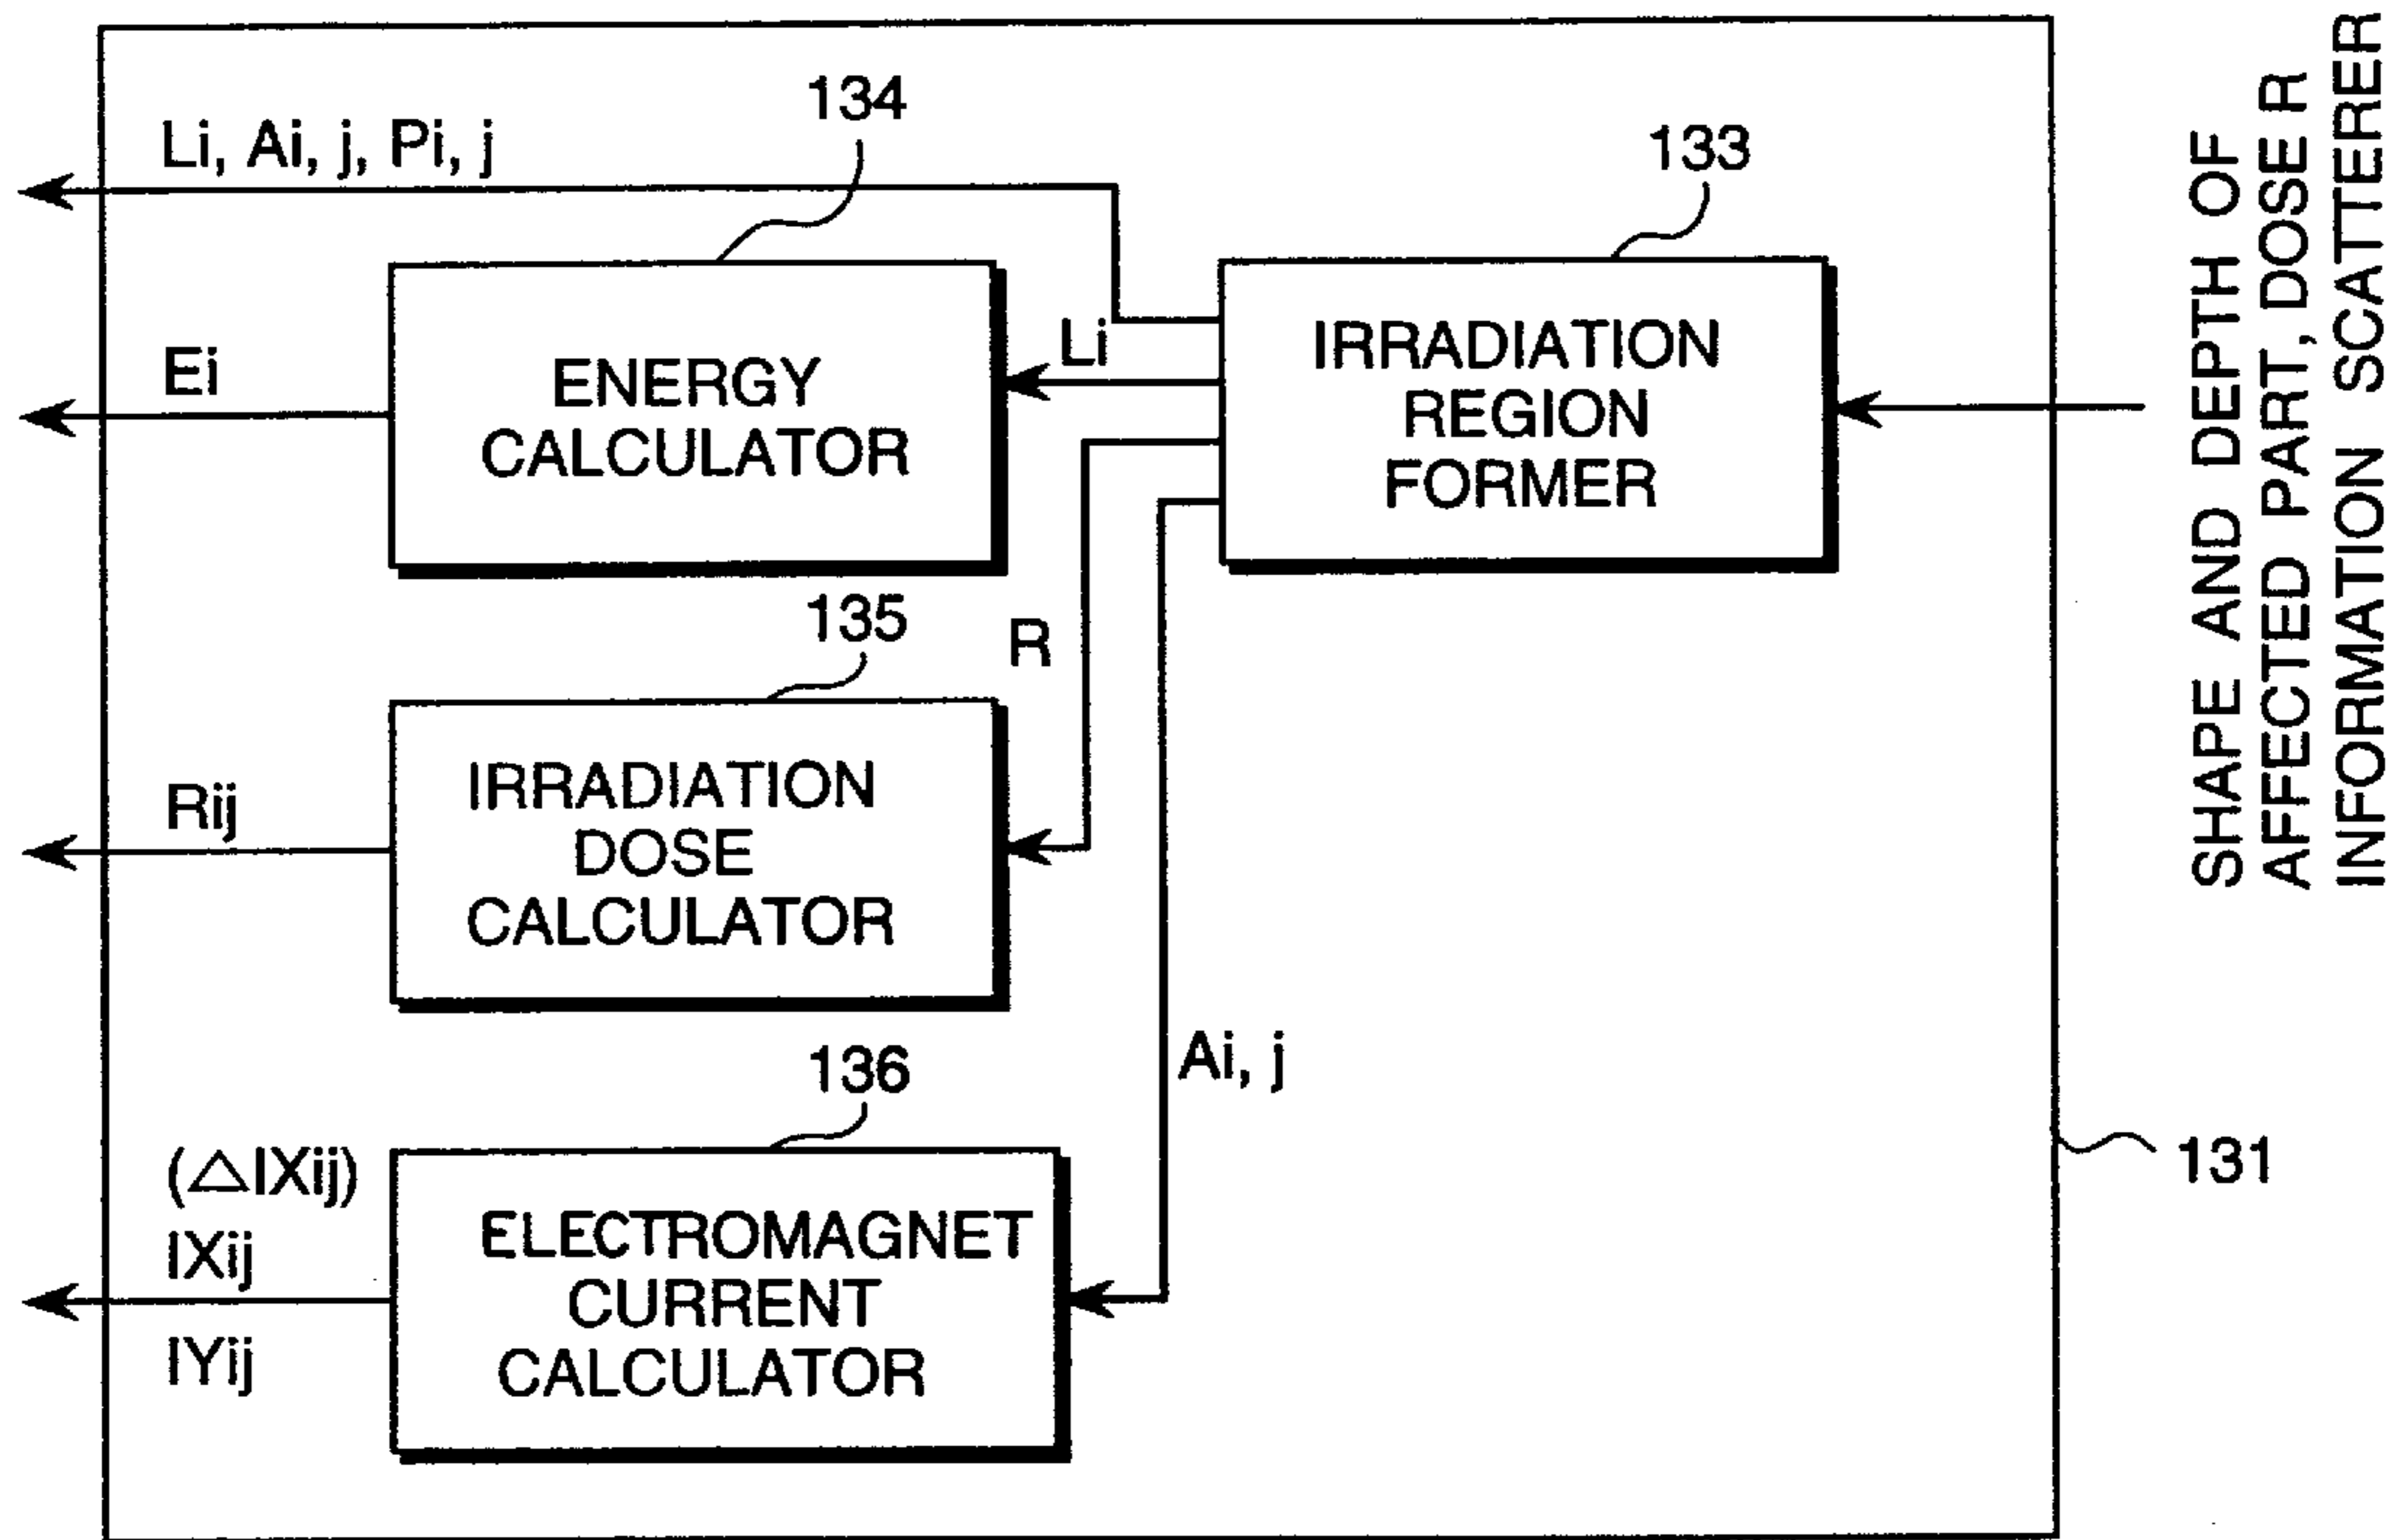 134
Li, Ai, j, Pi, j
133
Ei
ENERGY
CALCULATOR
Li
IRRADIATION
REGION
FORMER
SHAPE AND DEPTH OF
AFFECTED PART, DOSE R
INFORMATION SCATTERER
135
R
Rij
IRRADIATION
DOSE
CALCULATOR
136
Ai, j
131
(△IXij)
IXij
IYij
ELECTROMAGNET
CURRENT
CALCULATOR